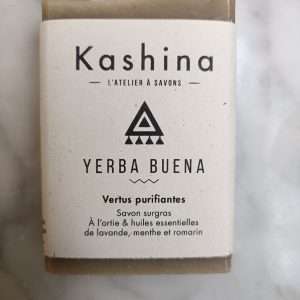 Kashina
L'ATELIER À SAVONS
YERBA BUENA
Vertus purifiantes
Savon surgras
À l'ortie & huiles essentielles
de lavande, menthe et romarin